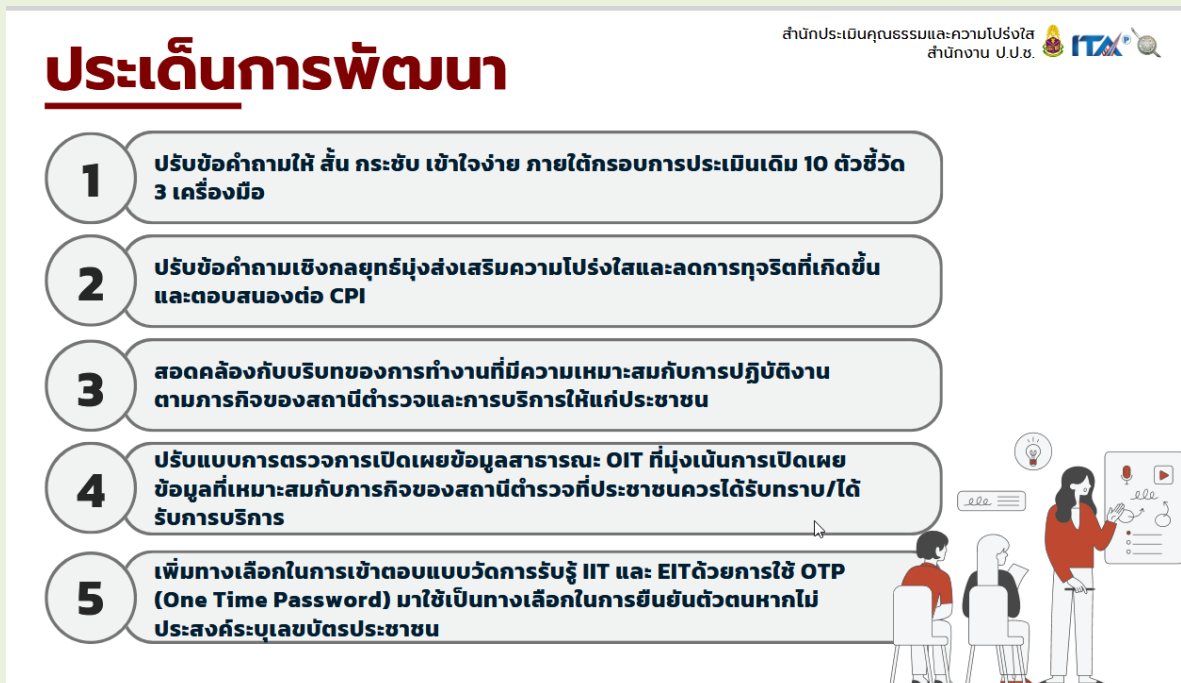 สำนักประเมินคุณธรรมและความโปร่งใส
สำนักงาน ป.ป.ช.
ITA P
ประเด็นการพัฒนา
1
ปรับข้อคำถามให้ สั้น กระชับ เข้าใจง่าย ภายใต้กรอบการประเมินเดิม 10 ตัวชี้วัด
3 เครื่องมือ
2
ปรับข้อคำถามเชิงกลยุทธ์มุ่งส่งเสริมความโปร่งใสและลดการทุจริตที่เกิดขึ้น
และตอบสนองต่อ CPI
3
สอดคล้องกับบริบทของการทำงานที่มีความเหมาะสมกับการปฏิบัติงาน
ตามภารกิจของสถานีตำรวจและการบริการให้แก่ประชาชน
4
ปรับแบบการตรวจการเปิดเผยข้อมูลสาธารณะ OIT ที่มุ่งเน้นการเปิดเผย
ข้อมูลที่เหมาะสมกับภารกิจของสถานีตำรวจที่ประชาชนควรได้รับทราบ/ได้
รับการบริการ
5
เพิ่มทางเลือกในการเข้าตอบแบบวัดการรับรู้ IIT และ EITด้วยการใช้ OTP
(One Time Password) มาใช้เป็นทางเลือกในการยืนยันตัวตนหากไม่
ประสงค์ระบุเลขบัตรประชาชน